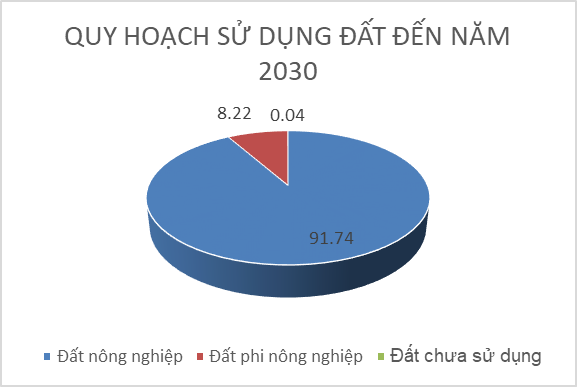 QUY HOẠCH SỬ DỤNG ĐẤT ĐẾN NĂM
2030
8.22 0.04
91.74
Đất nông nghiệp Đất phi nông nghiệp Đất chưa sử dụng